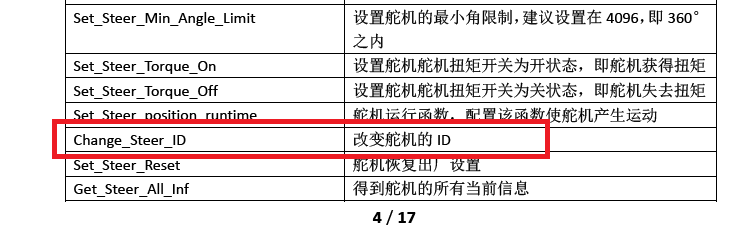 Set_Steer_Min_Angle_Limit 设置舵机的最小角限制，建议设置在 4096，即 360°
之内
Set_Steer_Torque_On 设置舵机舵机扭矩开关为开状态，即舵机获得扭矩
Set_Steer_Torque_Off 设置舵机舵机扭矩开关为关状态，即舵机失去扭矩
Set_Steer_position_runtime 舵机运行函数，配置该函数使舵机产生运动
Change_Steer_ID 改变舵机的 ID
Set_Steer_Reset 舵机恢复出厂设置
Get_Steer_All_Inf 得到舵机的所有当前信息
4 / 17